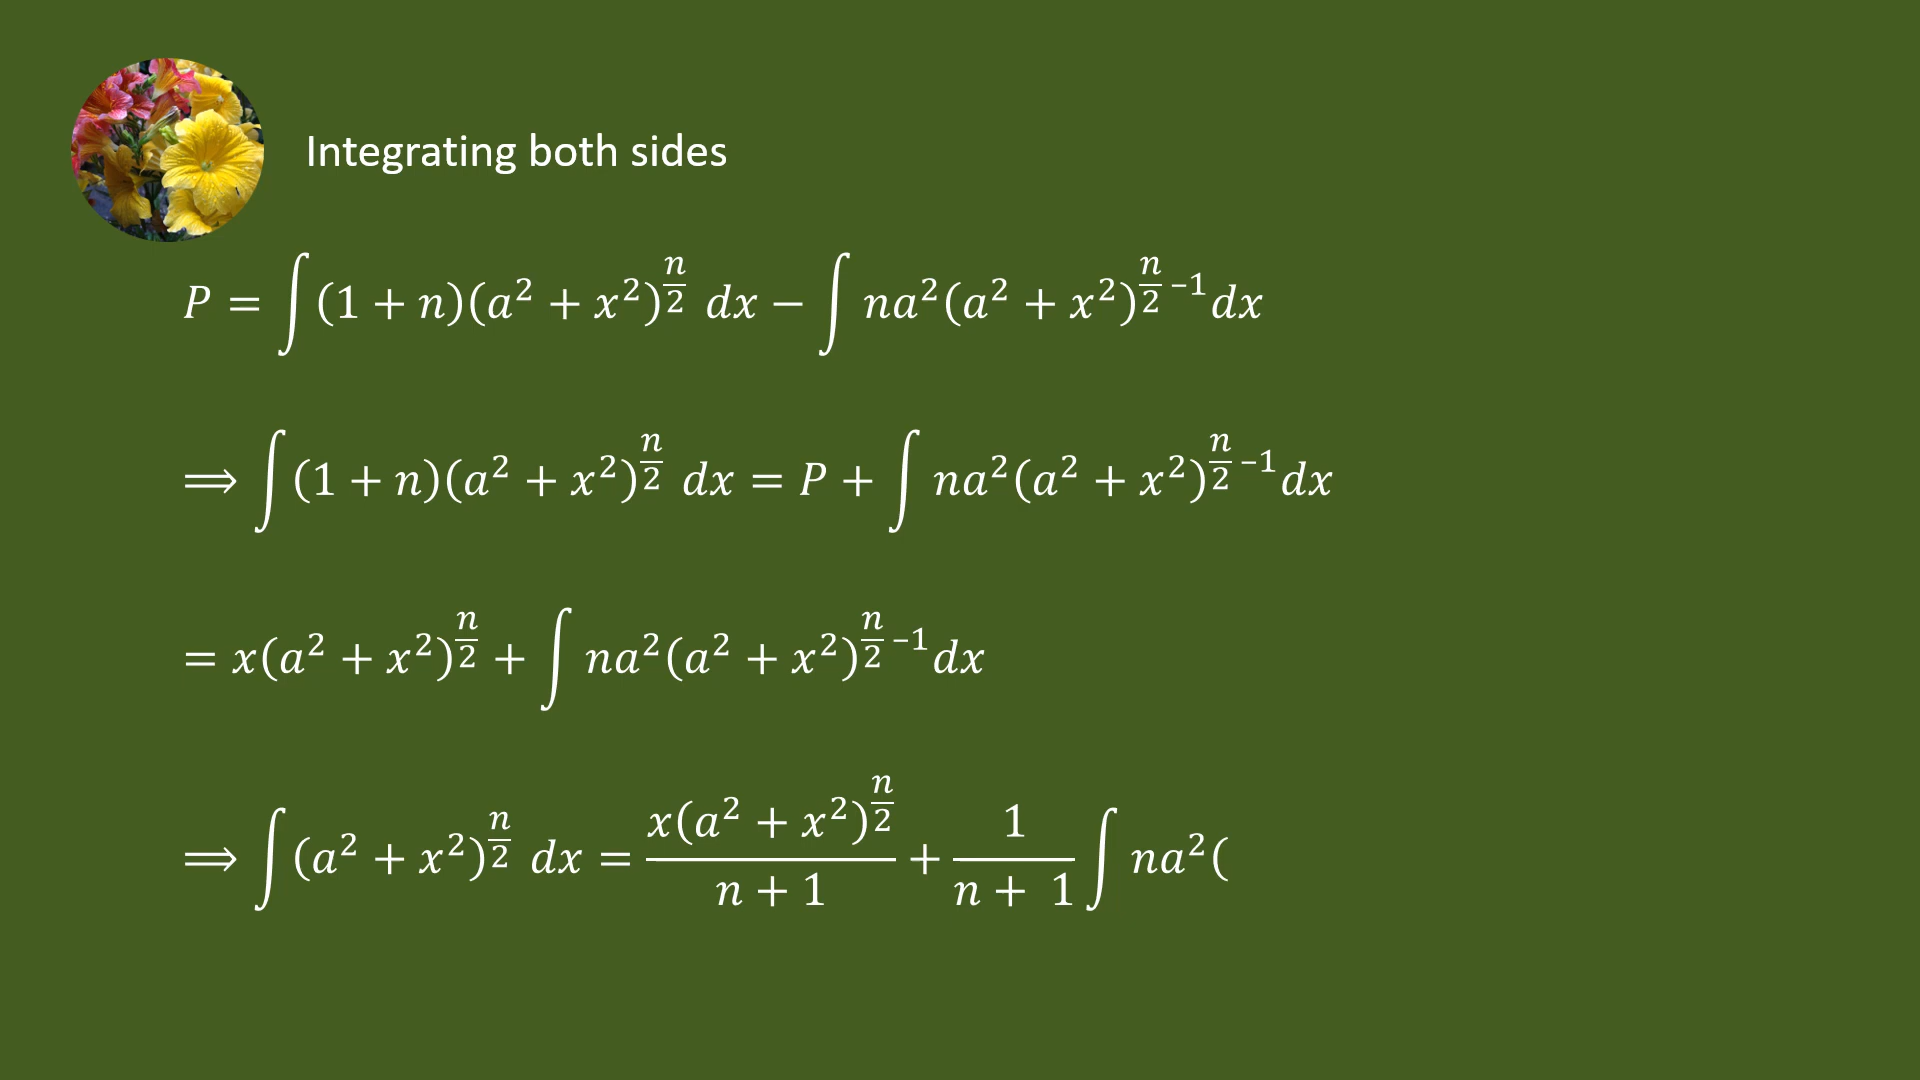 Integrating both sides
P = ∫ (1 + n)(a² + x²)^{n/2} dx − ∫ na²(a² + x²)^{n/2 −1} dx
⟹ ∫ (1 + n)(a² + x²)^{n/2} dx = P + ∫ na²(a² + x²)^{n/2 −1} dx
= x(a² + x²)^{n/2} + ∫ na²(a² + x²)^{n/2 −1} dx
⟹ ∫ (a² + x²)^{n/2} dx = \frac{x(a² + x²)^{n/2}}{n + 1} + \frac{1}{n + 1} ∫ na²(